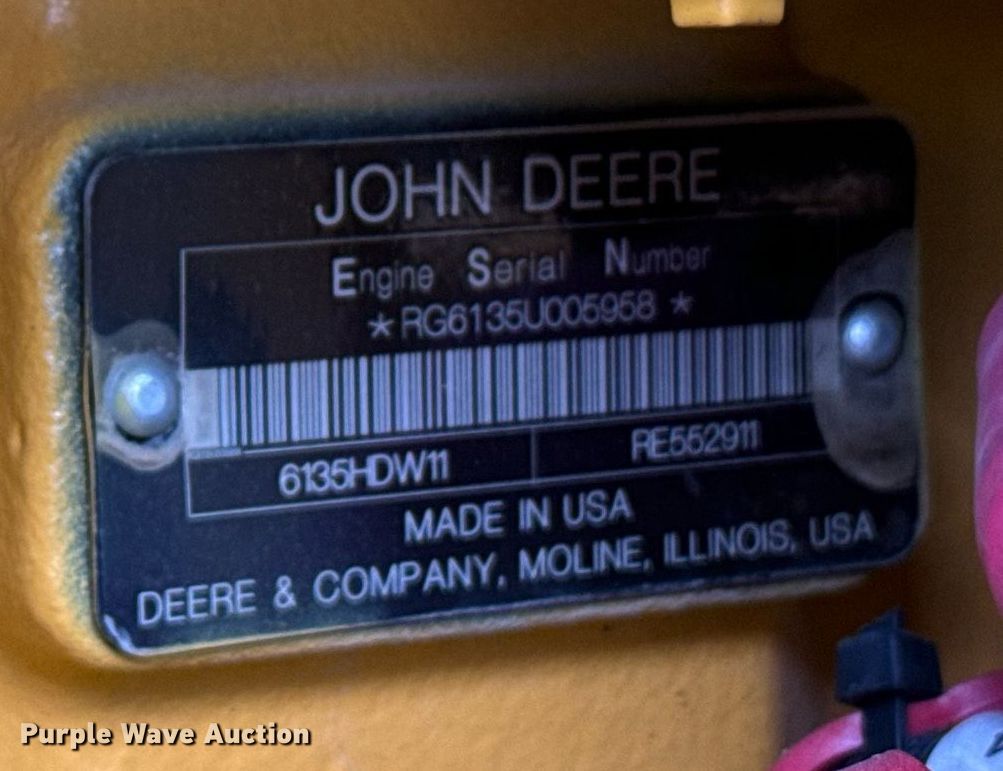 JOHN DEERE
Engine Serial Number
*RG6135U005958*
6135HDW11 RE552911
MADE IN USA
DEERE & COMPANY, MOLINE, ILLINOIS, USA
Purple Wave Auction